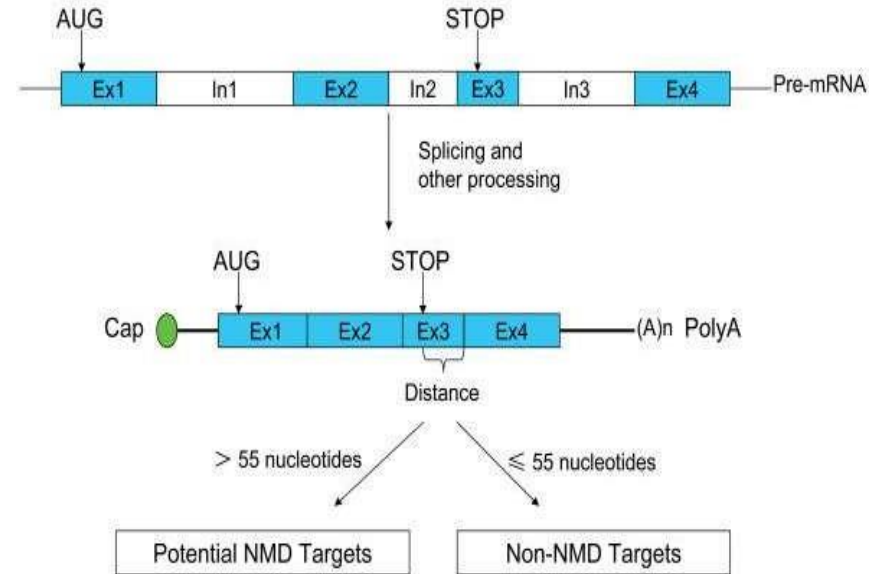 AUG STOP
Ex1 In1 Ex2 In2 Ex3 In3 Ex4 Pre-mRNA
Splicing and
other processing
AUG STOP
Cap Ex1 Ex2 Ex3 Ex4 (A)n PolyA
Distance
> 55 nucleotides ≤ 55 nucleotides
Potential NMD Targets Non-NMD Targets